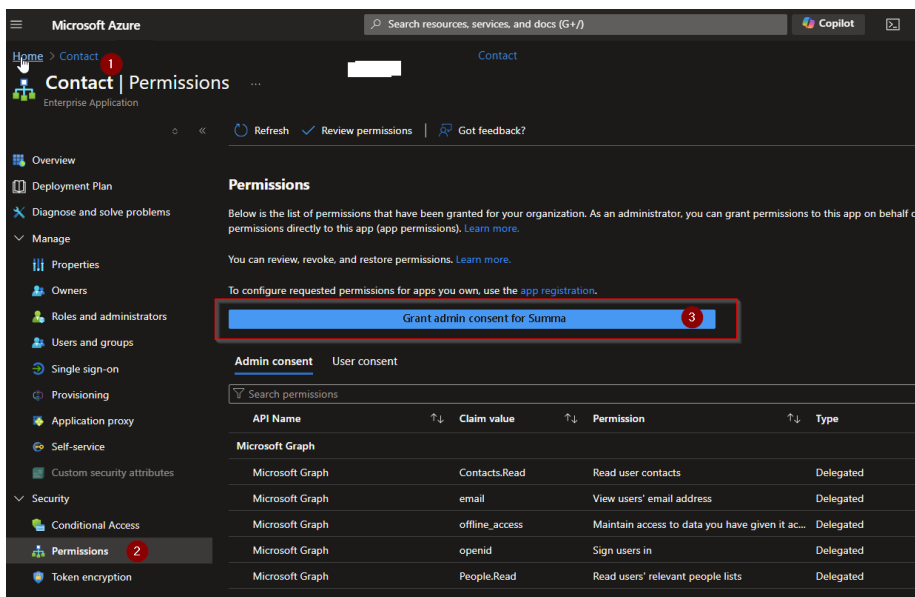 Microsoft Azure
Search resources, services, and docs (G+/)
Copilot
Home > Contact
1
Contact
Contact | Permissions
...
Enterprise Application
Refresh
Review permissions
Got feedback?
Overview
Deployment Plan
Diagnose and solve problems
Manage
Properties
Owners
Roles and administrators
Users and groups
Single sign-on
Provisioning
Application proxy
Self-service
Custom security attributes
Security
Conditional Access
Permissions
2
Token encryption
Permissions
Below is the list of permissions that have been granted for your organization. As an administrator, you can grant permissions to this app on behalf
permissions directly to this app (app permissions). Learn more.
You can review, revoke, and restore permissions. Learn more.
To configure requested permissions for apps you own, use the app registration.
Grant admin consent for Summa
3
Admin consent User consent
Search permissions
API Name Claim value Permission Type
Microsoft Graph
Microsoft Graph Contacts.Read Read user contacts Delegated
Microsoft Graph email View users' email address Delegated
Microsoft Graph offline_access Maintain access to data you have given it ac... Delegated
Microsoft Graph openid Sign users in Delegated
Microsoft Graph People.Read Read users' relevant people lists Delegated